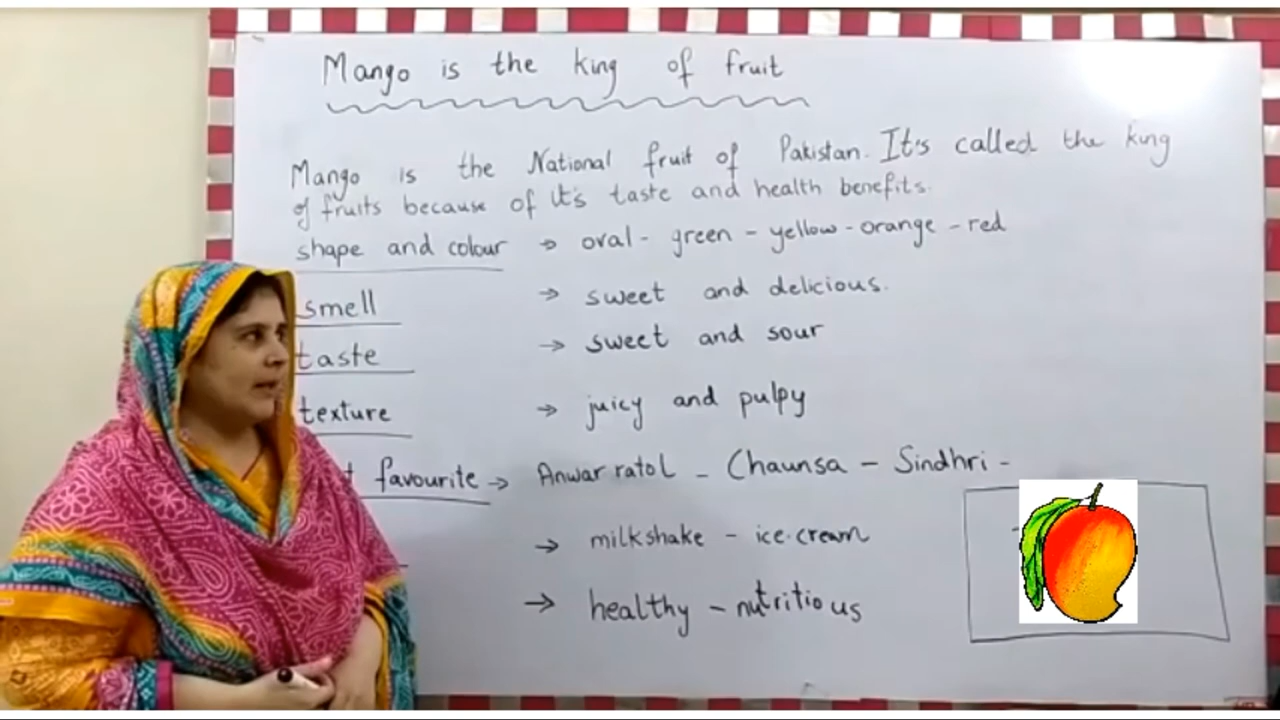 Mango is the king of fruit
Mango is the National fruit of Pakistan. It's called the king
of fruits because of it's taste and health benefits.
shape and colour → oval - green - yellow - orange - red
smell → sweet and delicious.
taste → sweet and sour
texture → juicy and pulpy
favourite → Anwar ratol - Chaunsa - Sindhri -
→ milkshake - ice.cream
→ healthy - nutritious